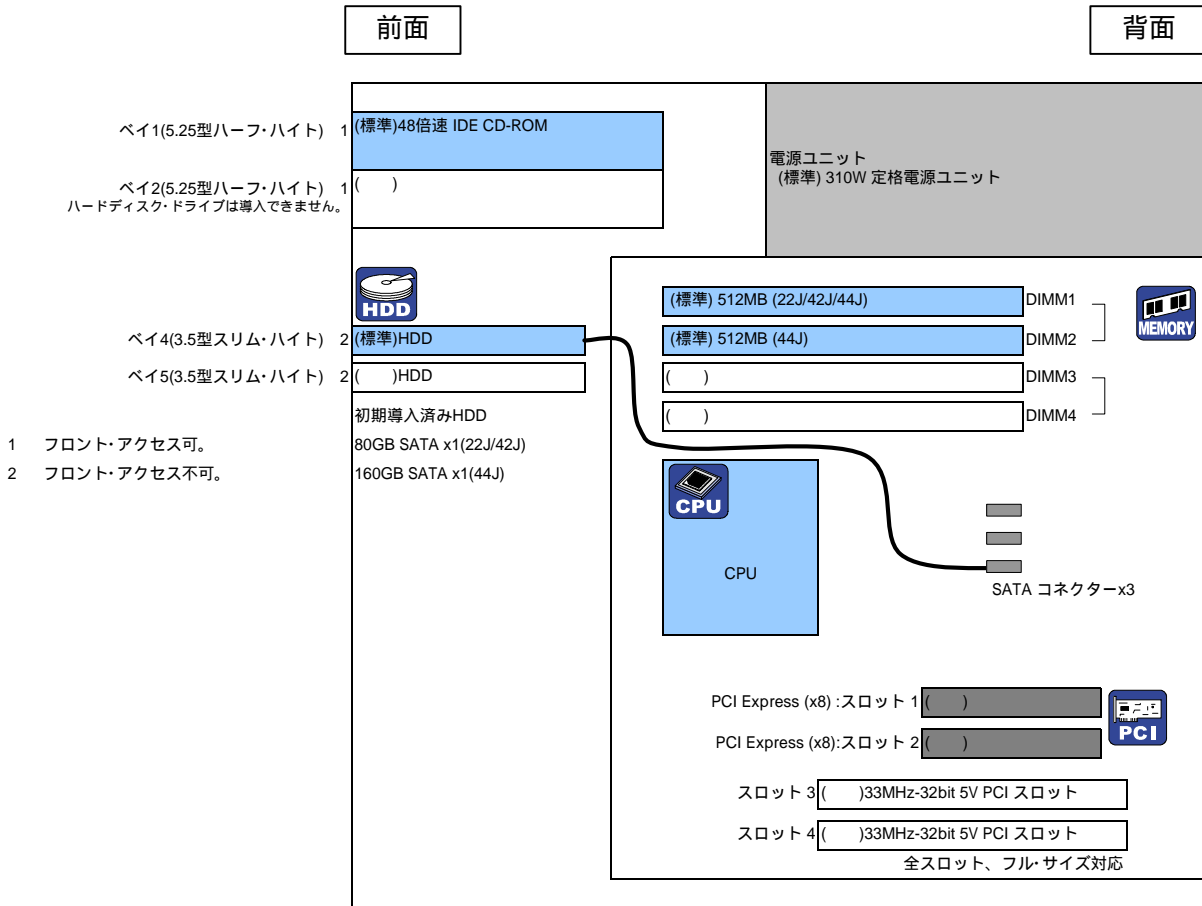 前面
背面
ベイ1(5.25型ハーフ・ハイト) 1
(標準)48倍速 IDE CD-ROM
電源ユニット
(標準) 310W 定格電源ユニット
ベイ2(5.25型ハーフ・ハイト) 1
( )
ハードディスク・ドライブは導入できません。
HDD
(標準) 512MB (22J/42J/44J)
DIMM1
MEMORY
ベイ4(3.5型スリム・ハイト) 2
(標準)HDD
(標準) 512MB (44J)
DIMM2
ベイ5(3.5型スリム・ハイト) 2
( )HDD
( )
DIMM3
初期導入済みHDD
( )
DIMM4
1 フロント・アクセス可。
80GB SATA x1(22J/42J)
2 フロント・アクセス不可。
160GB SATA x1(44J)
CPU
CPU
SATA コネクターx3
PCI Express (x8) :スロット 1
( )
PCI
PCI Express (x8):スロット 2
( )
スロット 3
( )33MHz-32bit 5V PCI スロット
スロット 4
( )33MHz-32bit 5V PCI スロット
全スロット、フル・サイズ対応